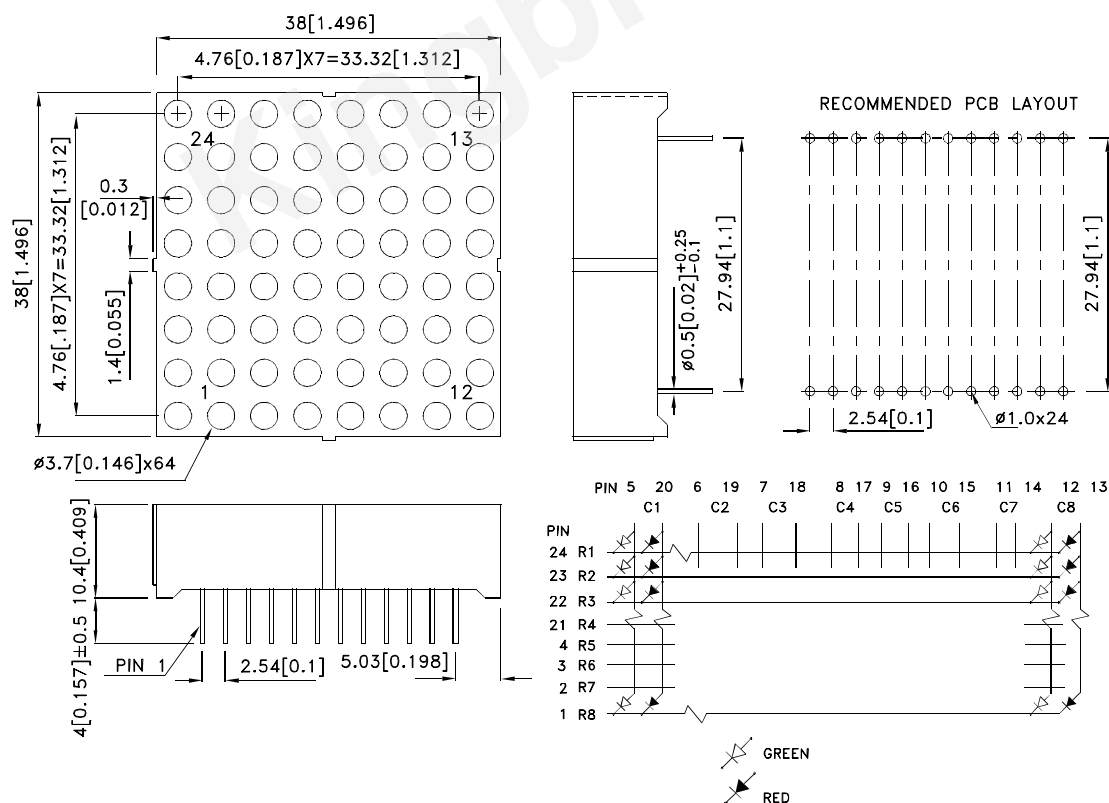 38[1.496]
4.76[0.187]X7=33.32[1.312]
24
13
0.3
[0.012]
38[1.496]
4.76[.187]X7=33.32[1.312]
1.4[0.055]
1
12
ø3.7[0.146]x64
ø0.5[0.02]+0.25
-0.1
27.94[1.1]
RECOMMENDED PCB LAYOUT
27.94[1.1]
2.54[0.1]
ø1.0x24
10.4[0.409]
4[0.157]±0.5
PIN 1
2.54[0.1]
5.03[0.198]
PIN 5 20 6 19 7 18 8 17 9 16 10 15 11 14 12 13
C1 C2 C3 C4 C5 C6 C7 C8
PIN
24 R1
23 R2
22 R3
21 R4
4 R5
3 R6
2 R7
1 R8
GREEN
RED